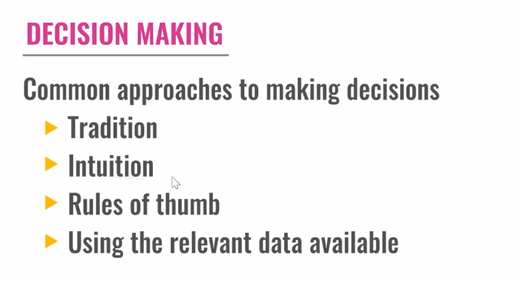 DECISION MAKING
Common approaches to making decisions
Tradition
Intuition
Rules of thumb
Using the relevant data available